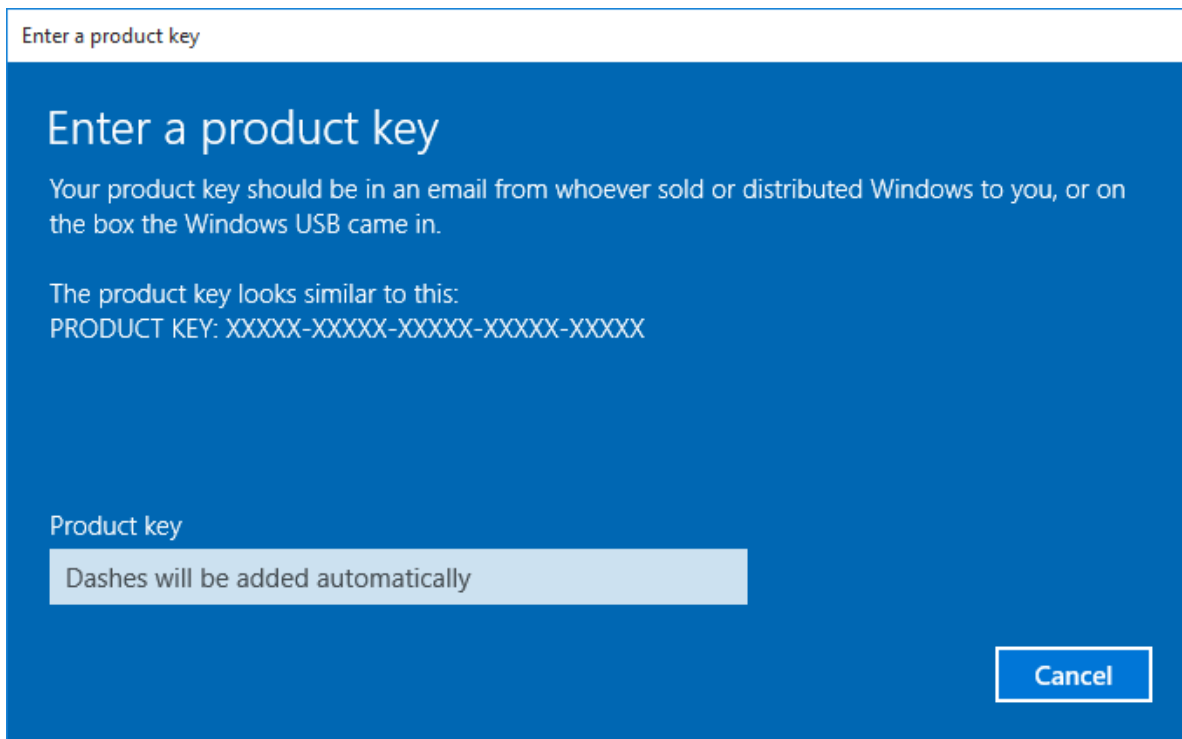 Enter a product key
Enter a product key
Your product key should be in an email from whoever sold or distributed Windows to you, or on
the box the Windows USB came in.
The product key looks similar to this:
PRODUCT KEY: XXXXX-XXXXX-XXXXX-XXXXX-XXXXX
Product key
Dashes will be added automatically
Cancel